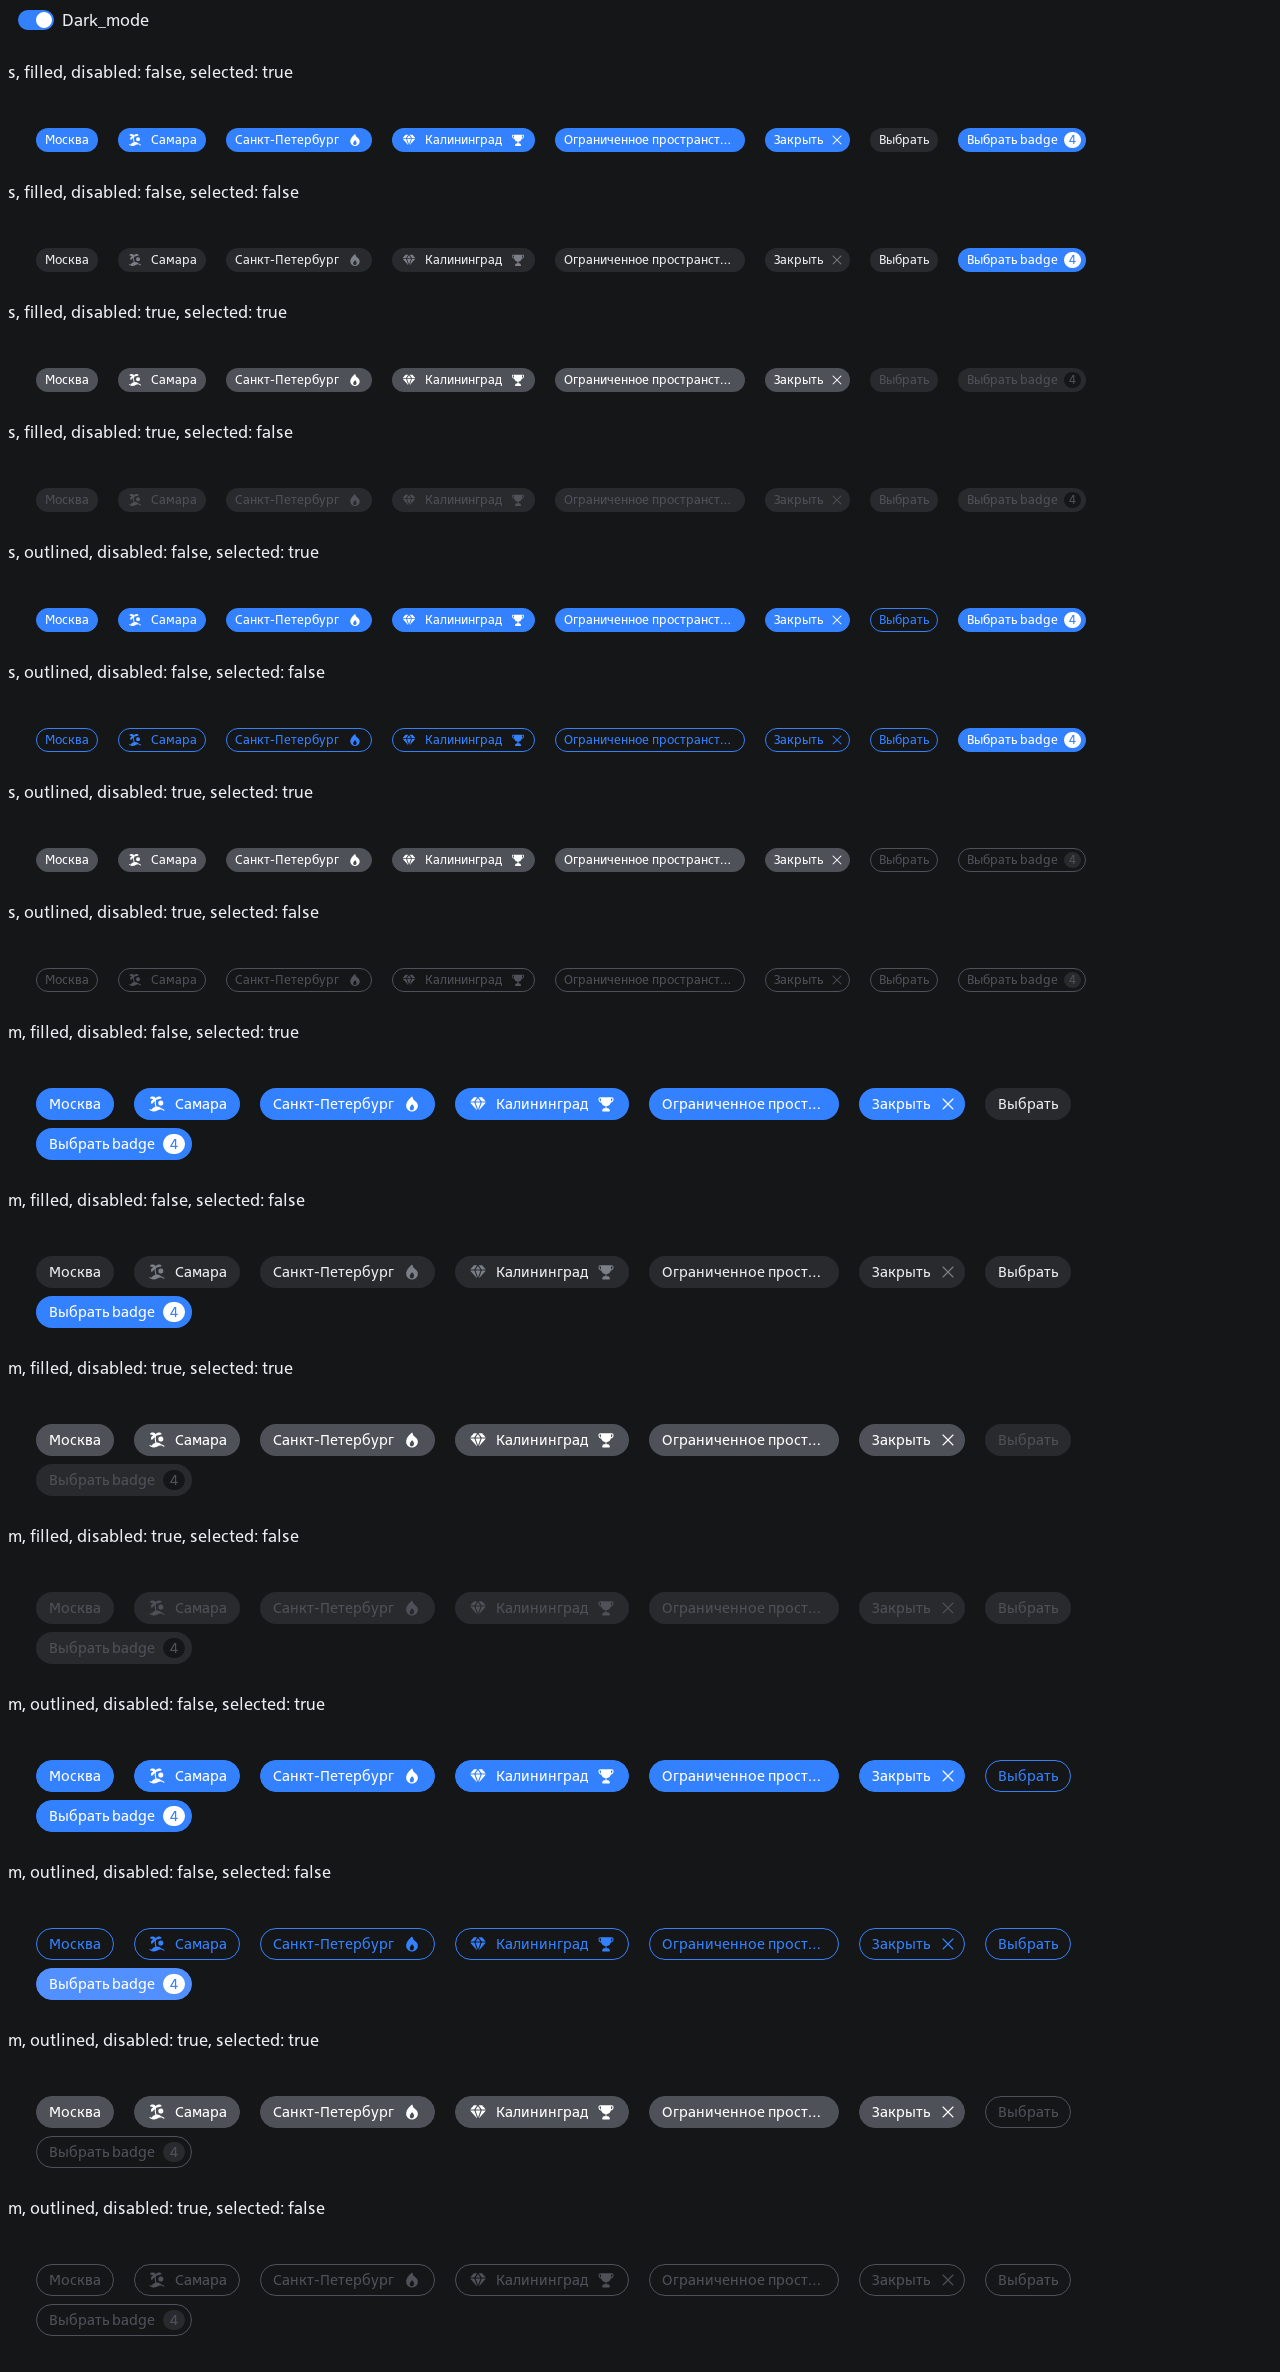 Dark_mode
s, filled, disabled: false, selected: true
Москва Самара Санкт-Петербург Калининград Ограниченное пространст... Закрыть Выбрать Выбрать badge 4
s, filled, disabled: false, selected: false
Москва Самара Санкт-Петербург Калининград Ограниченное пространст... Закрыть Выбрать Выбрать badge 4
s, filled, disabled: true, selected: true
Москва Самара Санкт-Петербург Калининград Ограниченное пространст... Закрыть Выбрать Выбрать badge 4
s, filled, disabled: true, selected: false
Москва Самара Санкт-Петербург Калининград Ограниченное пространст... Закрыть Выбрать Выбрать badge 4
s, outlined, disabled: false, selected: true
Москва Самара Санкт-Петербург Калининград Ограниченное пространст... Закрыть Выбрать Выбрать badge 4
s, outlined, disabled: false, selected: false
Москва Самара Санкт-Петербург Калининград Ограниченное пространст... Закрыть Выбрать Выбрать badge 4
s, outlined, disabled: true, selected: true
Москва Самара Санкт-Петербург Калининград Ограниченное пространст... Закрыть Выбрать Выбрать badge 4
s, outlined, disabled: true, selected: false
Москва Самара Санкт-Петербург Калининград Ограниченное пространст... Закрыть Выбрать Выбрать badge 4
m, filled, disabled: false, selected: true
Москва Самара Санкт-Петербург Калининград Ограниченное прост... Закрыть Выбрать
Выбрать badge 4
m, filled, disabled: false, selected: false
Москва Самара Санкт-Петербург Калининград Ограниченное прост... Закрыть Выбрать
Выбрать badge 4
m, filled, disabled: true, selected: true
Москва Самара Санкт-Петербург Калининград Ограниченное прост... Закрыть Выбрать
Выбрать badge 4
m, filled, disabled: true, selected: false
Москва Самара Санкт-Петербург Калининград Ограниченное прост... Закрыть Выбрать
Выбрать badge 4
m, outlined, disabled: false, selected: true
Москва Самара Санкт-Петербург Калининград Ограниченное прост... Закрыть Выбрать
Выбрать badge 4
m, outlined, disabled: false, selected: false
Москва Самара Санкт-Петербург Калининград Ограниченное прост... Закрыть Выбрать
Выбрать badge 4
m, outlined, disabled: true, selected: true
Москва Самара Санкт-Петербург Калининград Ограниченное прост... Закрыть Выбрать
Выбрать badge 4
m, outlined, disabled: true, selected: false
Москва Самара Санкт-Петербург Калининград Ограниченное прост... Закрыть Выбрать
Выбрать badge 4